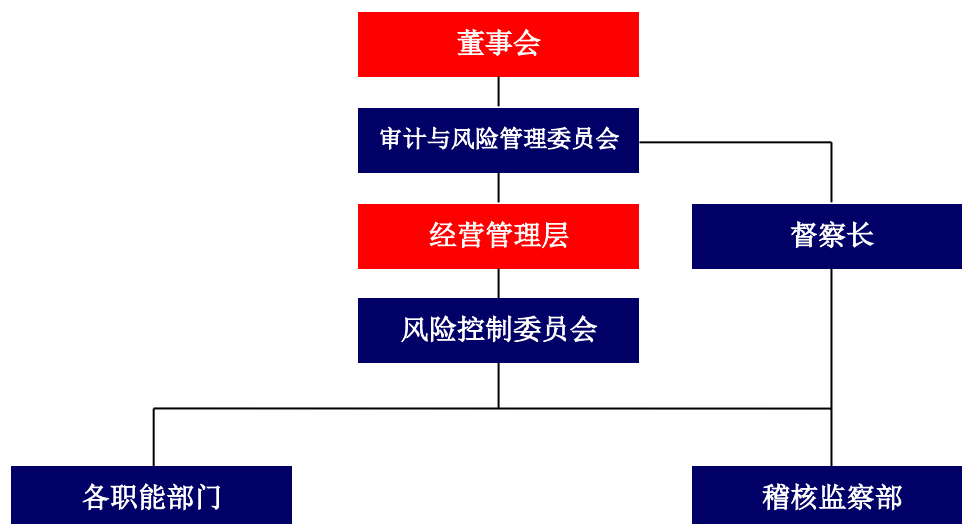 董事会
审计与风险管理委员会
经营管理层
督察长
风险控制委员会
各职能部门
稽核监察部